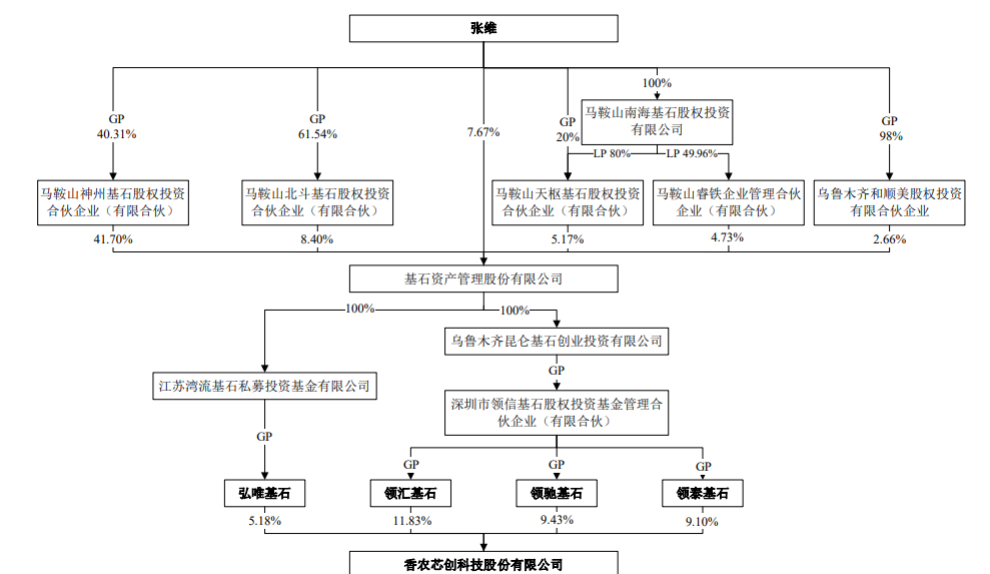 张维
100%
马鞍山南海基石股权投资
有限公司
GP
40.31%
GP
61.54%
7.67%
GP
20%
GP
98%
LP 80%
LP 49.96%
马鞍山神州基石股权投资
合伙企业（有限合伙）
马鞍山北斗基石股权投资
合伙企业（有限合伙）
马鞍山天枢基石股权投资
合伙企业（有限合伙）
马鞍山睿铁企业管理合伙
企业（有限合伙）
乌鲁木齐和顺美股权投资
有限合伙企业
41.70%
8.40%
5.17%
4.73%
2.66%
基石资产管理股份有限公司
100%
100%
乌鲁木齐昆仑基石创业投资有限公司
江苏湾流基石私募投资基金有限公司
GP
深圳市领信基石股权投资基金管理合
伙企业（有限合伙）
GP
GP
GP
GP
弘唯基石
领汇基石
领驰基石
领泰基石
5.18%
11.83%
9.43%
9.10%
香农芯创科技股份有限公司